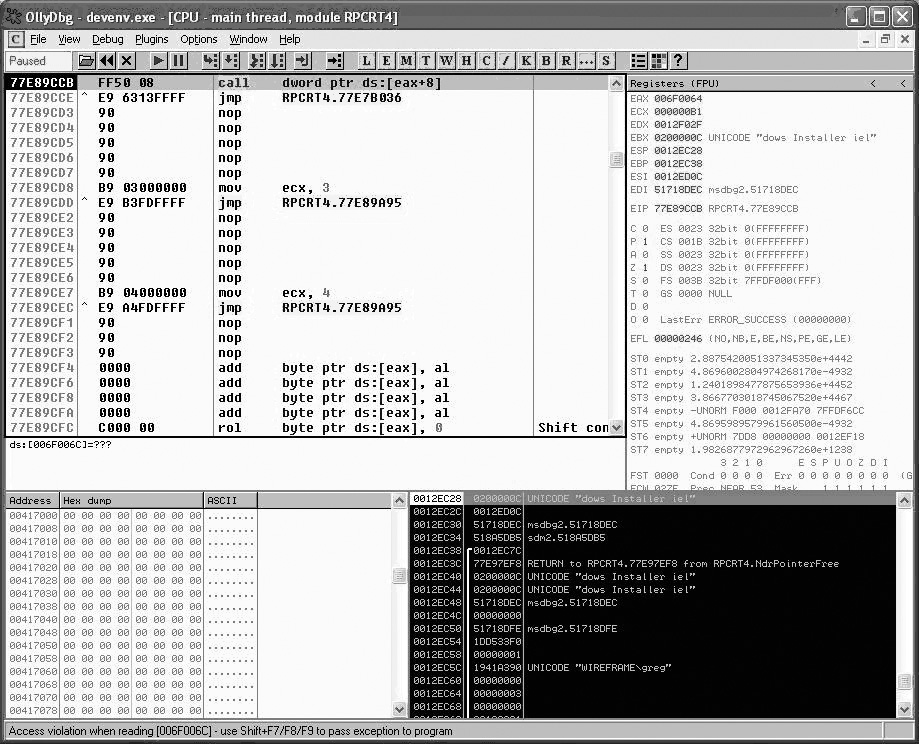 OllyDbg - devenv.exe - [CPU - main thread, module RPCRT4]
C File View Debug Plugins Options Window Help
Paused L E M T W H C / K B R ... S ?
77E89CCB FF50 08 call dword ptr ds:[eax+8]
77E89CCE ^ E9 6313FFFF jmp RPCRT4.77E7B036
77E89CD3 90 nop
77E89CD4 90 nop
77E89CD5 90 nop
77E89CD6 90 nop
77E89CD7 90 nop
77E89CD8 B9 03000000 mov ecx, 3
77E89CDD ^ E9 B3FDFFFF jmp RPCRT4.77E89A95
77E89CE2 90 nop
77E89CE3 90 nop
77E89CE4 90 nop
77E89CE5 90 nop
77E89CE6 90 nop
77E89CE7 B9 04000000 mov ecx, 4
77E89CEC ^ E9 A4FDFFFF jmp RPCRT4.77E89A95
77E89CF1 90 nop
77E89CF2 90 nop
77E89CF3 90 nop
77E89CF4 0000 add byte ptr ds:[eax], al
77E89CF6 0000 add byte ptr ds:[eax], al
77E89CF8 0000 add byte ptr ds:[eax], al
77E89CFA 0000 add byte ptr ds:[eax], al
77E89CFC C000 00 rol byte ptr ds:[eax], 0 Shift con
ds:[006F006C]=???
Registers (FPU) < <
EAX 006F0064
ECX 000000B1
EDX 0012F02F
EBX 0200000C UNICODE "dows Installer iel"
ESP 0012EC28
EBP 0012EC38
ESI 0012ED0C
EDI 51718DEC msdbg2.51718DEC
EIP 77E89CCB RPCRT4.77E89CCB
C 0 ES 0023 32bit 0(FFFFFFFF)
P 1 CS 001B 32bit 0(FFFFFFFF)
A 0 SS 0023 32bit 0(FFFFFFFF)
Z 1 DS 0023 32bit 0(FFFFFFFF)
S 0 FS 003B 32bit 7FFDF000(FFF)
T 0 GS 0000 NULL
D 0
O 0 LastErr ERROR_SUCCESS (00000000)
EFL 00000246 (NO,NB,E,BE,NS,PE,GE,LE)
ST0 empty 2.8875420051337345350e+4442
ST1 empty 4.8696002804974268170e-4932
ST2 empty 1.2401898477875653936e+4452
ST3 empty 3.8667703018745067520e+4467
ST4 empty -UNORM F000 0012FA70 7FFDF6CC
ST5 empty 4.8695989579961560500e-4932
ST6 empty +UNORM 7DD8 00000000 0012EF18
ST7 empty 1.9826877972962967260e+1238
3 2 1 0 E S P U O Z D I
FST 0000 Cond 0 0 0 0 Err 0 0 0 0 0 0 0 0 (G
FCW 027F Prec NEAR,53 Mask 1 1 1 1 1 1
Address Hex dump ASCII
00417000 00 00 00 00 00 00 00 00 ........
00417008 00 00 00 00 00 00 00 00 ........
00417010 00 00 00 00 00 00 00 00 ........
00417018 00 00 00 00 00 00 00 00 ........
00417020 00 00 00 00 00 00 00 00 ........
00417028 00 00 00 00 00 00 00 00 ........
00417030 00 00 00 00 00 00 00 00 ........
00417038 00 00 00 00 00 00 00 00 ........
00417040 00 00 00 00 00 00 00 00 ........
00417048 00 00 00 00 00 00 00 00 ........
00417050 00 00 00 00 00 00 00 00 ........
00417058 00 00 00 00 00 00 00 00 ........
00417060 00 00 00 00 00 00 00 00 ........
00417068 00 00 00 00 00 00 00 00 ........
00417070 00 00 00 00 00 00 00 00 ........
00417078 00 00 00 00 00 00 00 00 ........
0012EC28 0200000C UNICODE "dows Installer iel"
0012EC2C 0012ED0C
0012EC30 51718DEC msdbg2.51718DEC
0012EC34 518A5DB5 sdm2.518A5DB5
0012EC38 0012EC7C
0012EC3C 77E97EF8 RETURN to RPCRT4.77E97EF8 from RPCRT4.NdrPointerFree
0012EC40 0200000C UNICODE "dows Installer iel"
0012EC44 0200000C UNICODE "dows Installer iel"
0012EC48 51718DEC msdbg2.51718DEC
0012EC4C 00000000
0012EC50 51718DFE msdbg2.51718DFE
0012EC54 1DD533F0
0012EC58 00000001
0012EC5C 1941A390 UNICODE "WIREFRAME\greg"
0012EC60 00000000
0012EC64 00000003
0012EC68 00000000
Access violation when reading [006F006C] - use Shift+F7/F8/F9 to pass exception to program